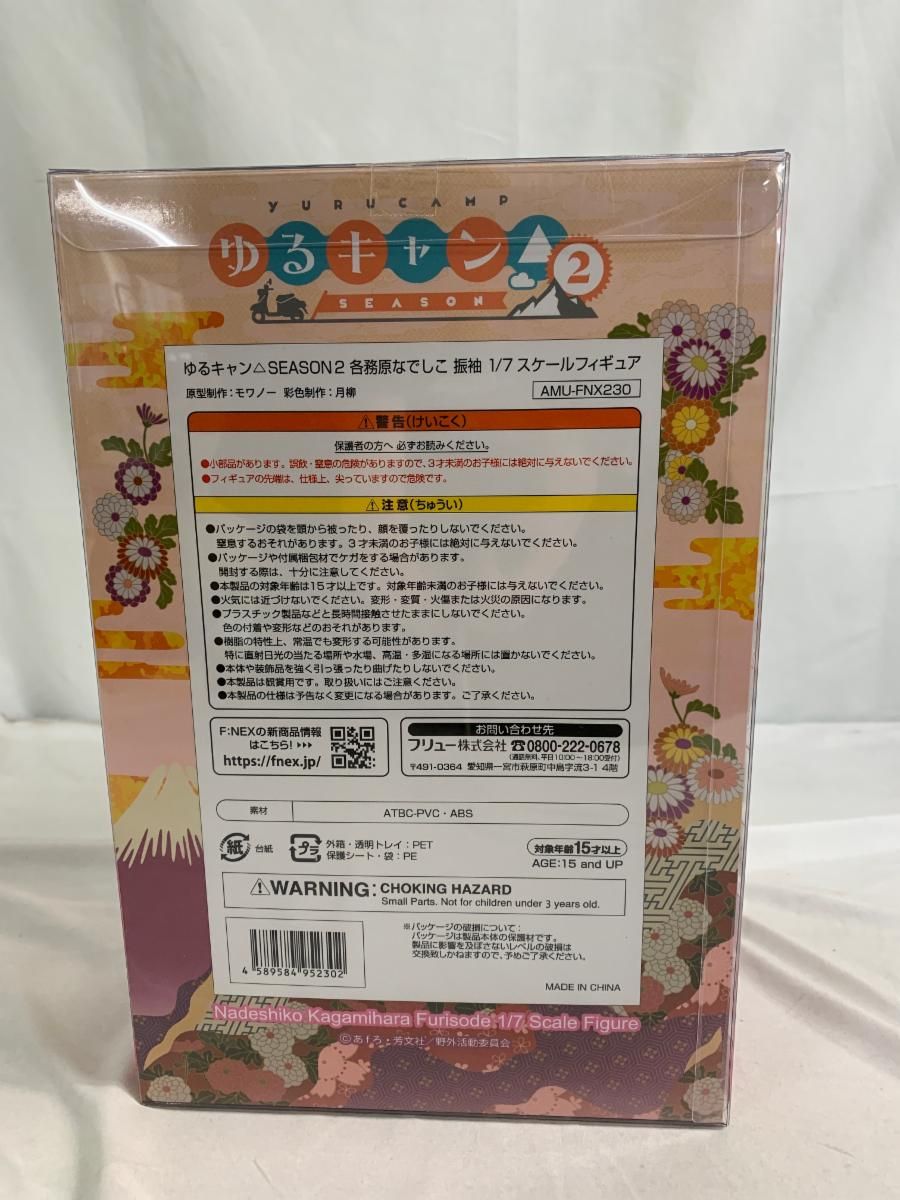 YURUCAMP
ゆるキャン△2
SEASON
ゆるキャン△SEASON2 各務原なでしこ 振袖 1/7 スケールフィギュア
原型制作：モワノー 彩色制作：月柳
AMU-FNX230
⚠警告(けいこく)
保護者の方へ 必ずお読みください。
●小部品があります。誤飲・窒息の危険がありますので、3才未満のお子様には絶対に与えないでください。
●フィギュアの先端は、仕様上、尖っていますので危険です。
⚠注意(ちゅうい)
●パッケージの袋を頭から被ったり、顔を覆ったりしないでください。
窒息するおそれがあります。3才未満のお子様には絶対に与えないでください。
●パッケージや付属梱包材でケガをする場合があります。
開封する際は、十分に注意してください。
●本製品の対象年齢は15才以上です。対象年齢未満のお子様には与えないでください。
●火気には近づけないでください。変形・変質・火傷または火災の原因になります。
●プラスチック製品などと長時間接触させたままにしないでください。
色の付着や変形などのおそれがあります。
●樹脂の特性上、常温でも変形する可能性があります。
特に直射日光の当たる場所や水場、高温・多湿になる場所には置かないでください。
●本体や装飾品を強く引っ張ったり曲げたりしないでください。
●本製品は観賞用です。取り扱いにはご注意ください。
●本製品の仕様は予告なく変更になる場合があります。ご了承ください。
F:NEXの新商品情報
はこちら!▶▶▶
https://fnex.jp/
お問い合わせ先
フリュー株式会社 ☎0800-222-0678
(通話無料、平日10:00～18:00受付)
〒491-0364 愛知県一宮市萩原町中島字流3-1 4階
素材 ATBC-PVC・ABS
紙 台紙
プラ 外箱・透明トレイ：PET
保護シート・袋：PE
対象年齢15才以上
AGE:15 and UP
⚠WARNING: CHOKING HAZARD
Small Parts. Not for children under 3 years old.
4 589584 952302
※パッケージの破損について：
パッケージは製品本体の保護材です。
製品に影響を及ぼさないレベルの破損は
交換致しかねますので、予めご了承ください。
MADE IN CHINA
Nadeshiko Kagamihara Furisode 1/7 Scale Figure
©あfろ・芳文社/野外活動委員会